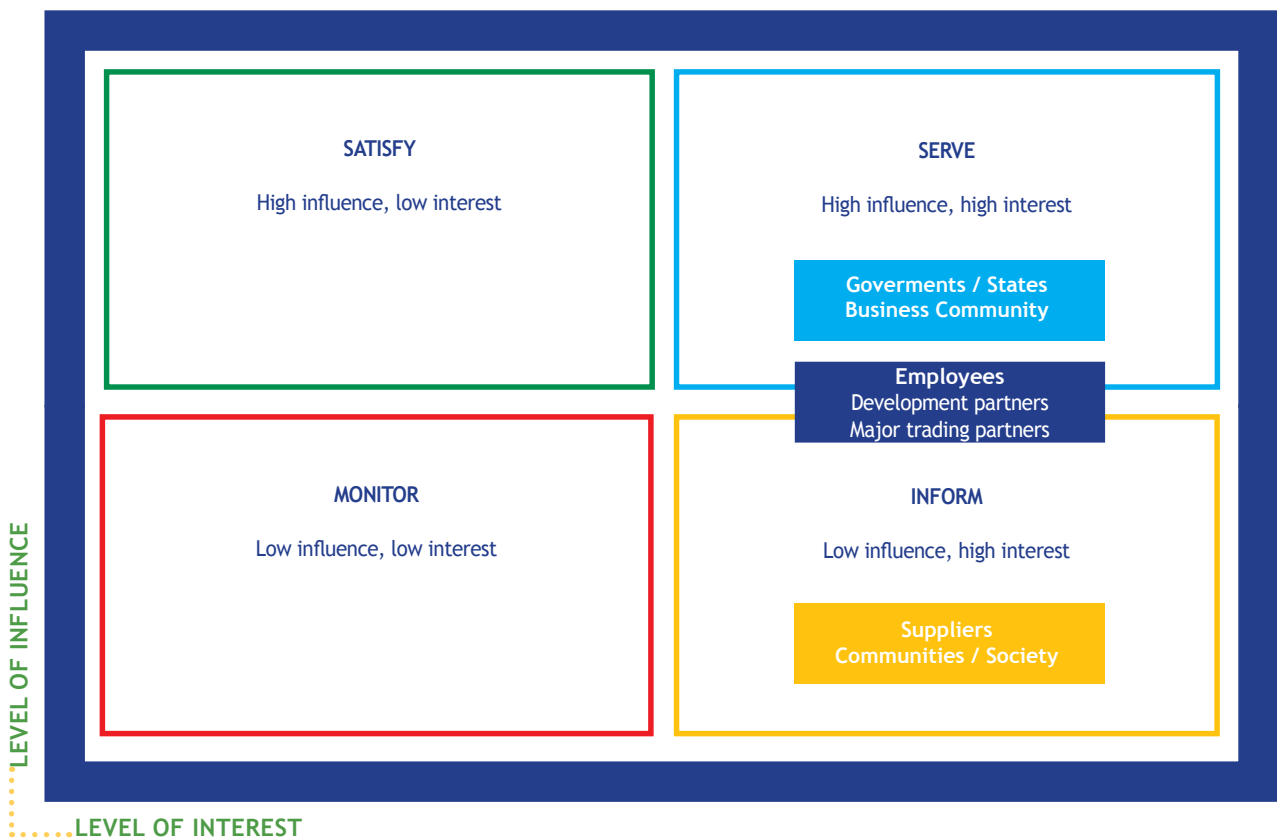 SATISFY
High influence, low interest
SERVE
High influence, high interest
Goverments / States
Business Community
Employees
Development partners
Major trading partners
MONITOR
Low influence, low interest
INFORM
Low influence, high interest
Suppliers
Communities / Society
LEVEL OF INFLUENCE
LEVEL OF INTEREST